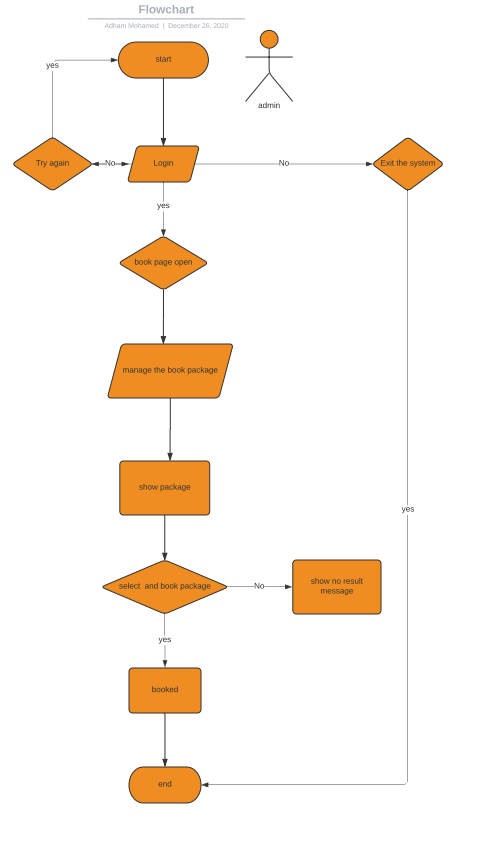 Flowchart
Adham Mohamed | December 26, 2020
start
yes
admin
Try again
No
Login
No
Exit the system
yes
book page open
manage the book package
show package
yes
select and book package
No
show no result
message
yes
booked
end